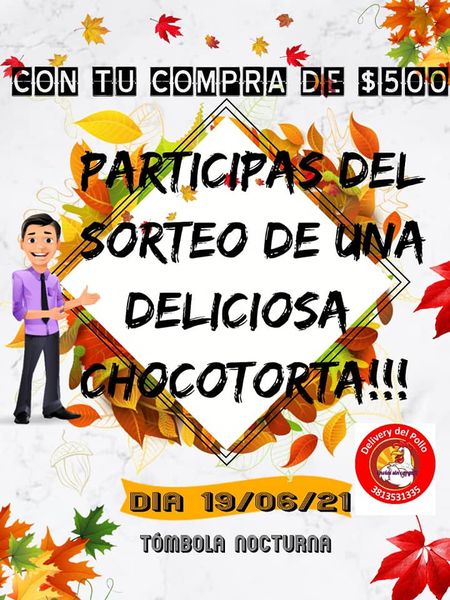 CON TU COMPRA DE $500
PARTICIPAS DEL
SORTEO DE UNA
DELICIOSA
CHOCOTORTA!!!
Delivery del Pollo
3813531335
DIA 19/06/21
TÓMBOLA NOCTURNA